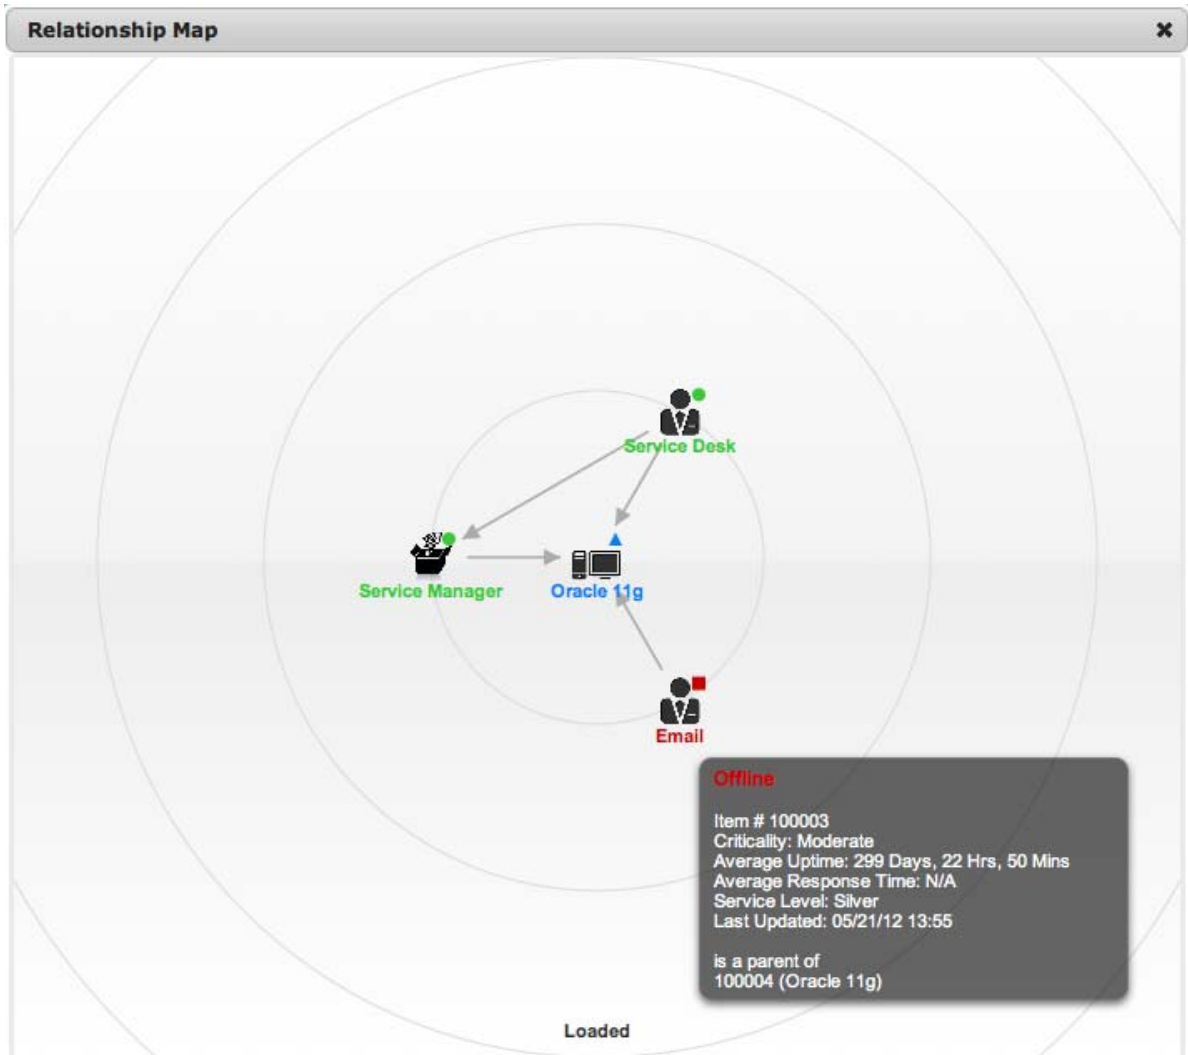 Relationship Map
Service Desk
Service Manager
Oracle 11g
Email
Offline
Item # 100003
Criticality: Moderate
Average Uptime: 299 Days, 22 Hrs, 50 Mins
Average Response Time: N/A
Service Level: Silver
Last Updated: 05/21/12 13:55
is a parent of
100004 (Oracle 11g)
Loaded